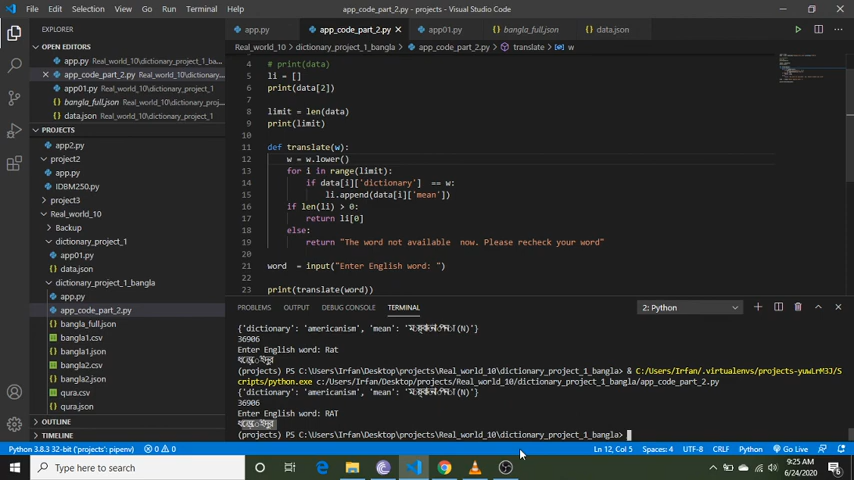 File Edit Selection View Go Run Terminal Help
app_code_part_2.py - projects - Visual Studio Code
EXPLORER
app.py
app_code_part_2.py
app01.py
bangla_full.json
data.json
OPEN EDITORS
app.py Real_world_10\dictionary_project_1_ba...
app_code_part_2.py Real_world_10\dictionary...
app01.py Real_world_10\dictionary_project_1
bangla_full.json Real_world_10\dictionary_proj...
data.json Real_world_10\dictionary_project_1
PROJECTS
app2.py
project2
app.py
IDBM250.py
project3
Real_world_10
Backup
dictionary_project_1
app01.py
data.json
dictionary_project_1_bangla
app.py
app_code_part_2.py
bangla_full.json
bangla1.csv
bangla1.json
bangla2.csv
bangla2.json
qura.csv
qura.json
OUTLINE
TIMELINE
Real_world_10 > dictionary_project_1_bangla > app_code_part_2.py > translate > w
4 # print(data)
5 li = []
6 print(data[2])
7
8 limit = len(data)
9 print(limit)
10
11 def translate(w):
12 w = w.lower()
13 for i in range(limit):
14 if data[i]['dictionary'] == w:
15 li.append(data[i]['mean'])
16 if len(li) > 0:
17 return li[0]
18 else:
19 return "The word not available now. Please recheck your word"
20
21 word = input("Enter English word: ")
22
23 print(translate(word))
PROBLEMS OUTPUT DEBUG CONSOLE TERMINAL
2: Python
{'dictionary': 'americanism', 'mean': '(N)'}
36906
Enter English word: Rat
(projects) PS C:\Users\Irfan\Desktop\projects\Real_world_10\dictionary_project_1_bangla> & C:/Users/Irfan/.virtualenvs/projects-yuwLrM3J/S
cripts/python.exe c:/Users/Irfan/Desktop/projects/Real_world_10/dictionary_project_1_bangla/app_code_part_2.py
{'dictionary': 'americanism', 'mean': '(N)'}
36906
Enter English word: RAT
(projects) PS C:\Users\Irfan\Desktop\projects\Real_world_10\dictionary_project_1_bangla>
Python 3.8.3 32-bit ('projects': pipenv) 0 0
Ln 12, Col 5 Spaces: 4 UTF-8 CRLF Python Go Live
Type here to search
9:25 AM
6/24/2020